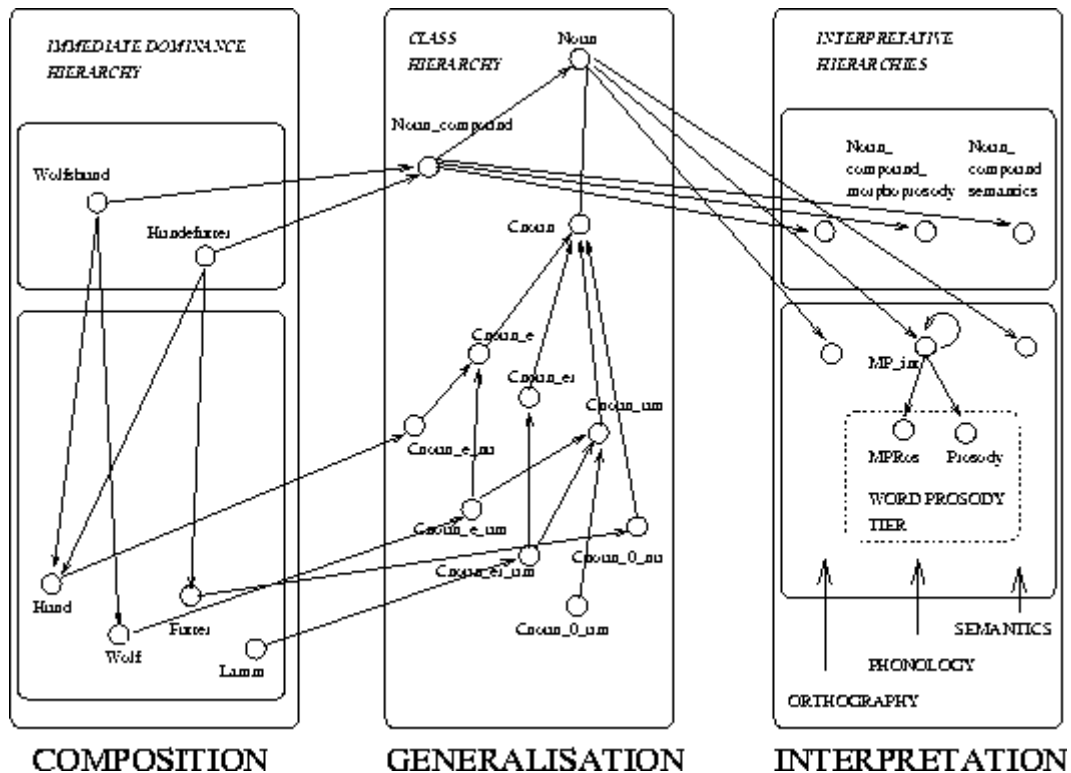 IMMEDIATE DOMINANCE
HIERARCHY
Wolfshund
Hundefutter
Hund
Wolf
Futter
Lamm
COMPOSITION
CLASS
HIERARCHY
Noun
Noun_compound
Cnoun
Cnoun_e
Cnoun_er
Cnoun_um
Cnoun_e_nu
Cnoun_e_um
Cnoun_er_um
Cnoun_0_nu
Cnoun_0_um
GENERALISATION
INTERPRETATIVE
HIERARCHIES
Noun_
compound_
morphoprosody
Noun_
compound
semantics
MP_int
MPRos
Prosody
WORD PROSODY
TIER
SEMANTICS
PHONOLOGY
ORTHOGRAPHY
INTERPRETATION